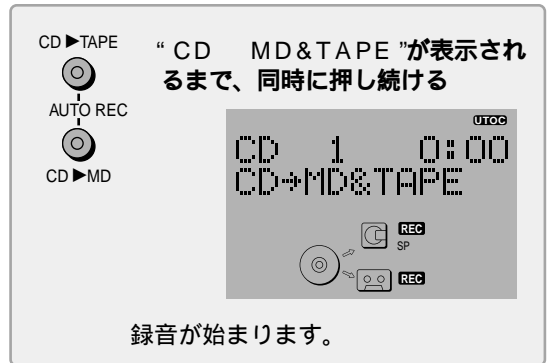 CD ▶TAPE
AUTO REC
CD ▶MD
“ CD　MD&TAPE ”が表示され
るまで、同時に押し続ける
UTOC
CD 1 0:00
CD→MD&TAPE
REC
SP
REC
録音が始まります。